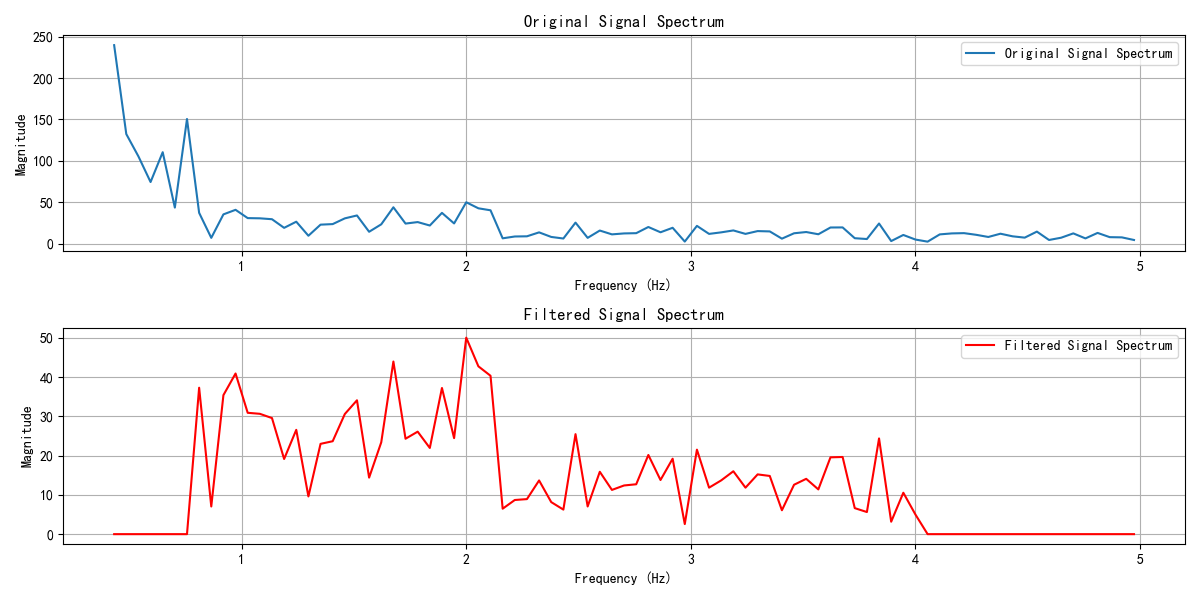 Original Signal Spectrum
250
200
150
100
50
0
Magnitude
Original Signal Spectrum
1
2
3
4
5
Frequency (Hz)
Filtered Signal Spectrum
50
40
30
20
10
0
Magnitude
Filtered Signal Spectrum
1
2
3
4
5
Frequency (Hz)